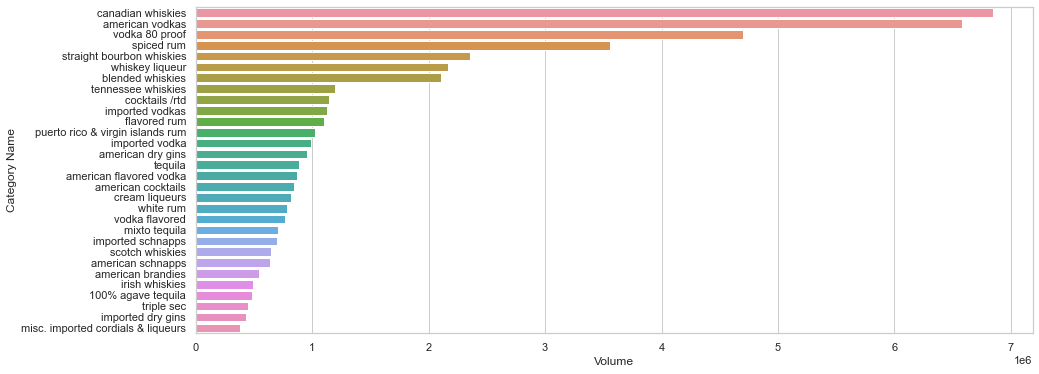 canadian whiskies
american vodkas
vodka 80 proof
spiced rum
straight bourbon whiskies
whiskey liqueur
blended whiskies
tennessee whiskies
cocktails /rtd
imported vodkas
flavored rum
puerto rico & virgin islands rum
imported vodka
american dry gins
tequila
american flavored vodka
american cocktails
cream liqueurs
white rum
vodka flavored
mixto tequila
imported schnapps
scotch whiskies
american schnapps
american brandies
irish whiskies
100% agave tequila
triple sec
imported dry gins
misc. imported cordials & liqueurs
Category Name
0 1 2 3 4 5 6 7
1e6
Volume